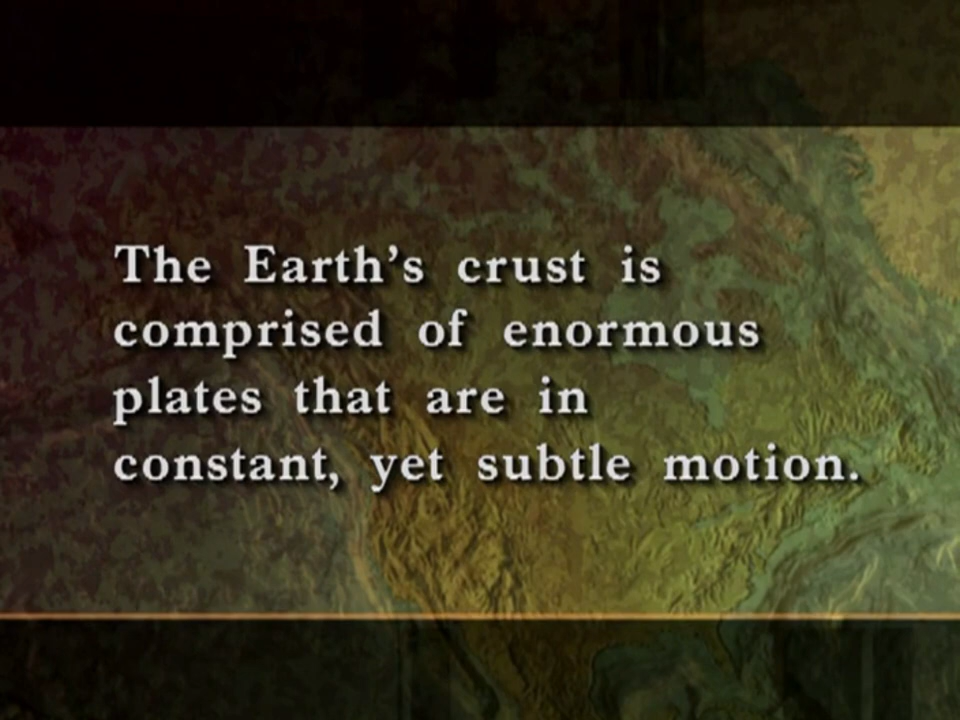 The Earth’s crust is
comprised of enormous
plates that are in
constant, yet subtle motion.